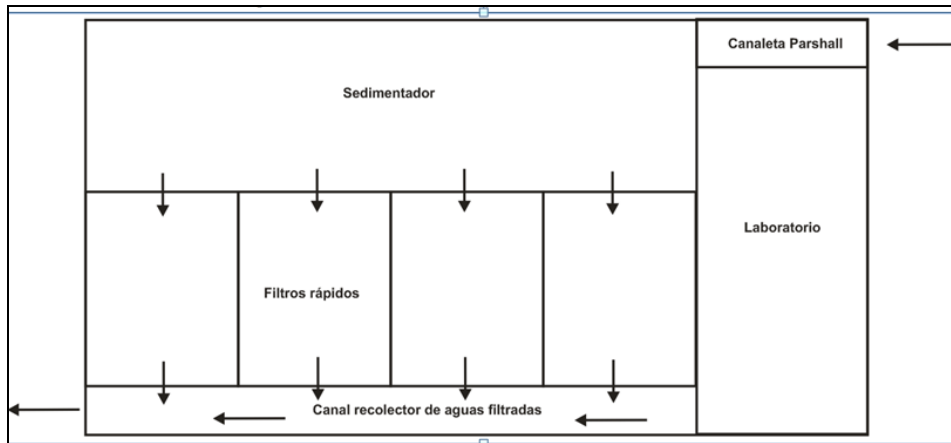 Canaleta Parshall
Sedimentador
Laboratorio
Filtros rápidos
Canal recolector de aguas filtradas